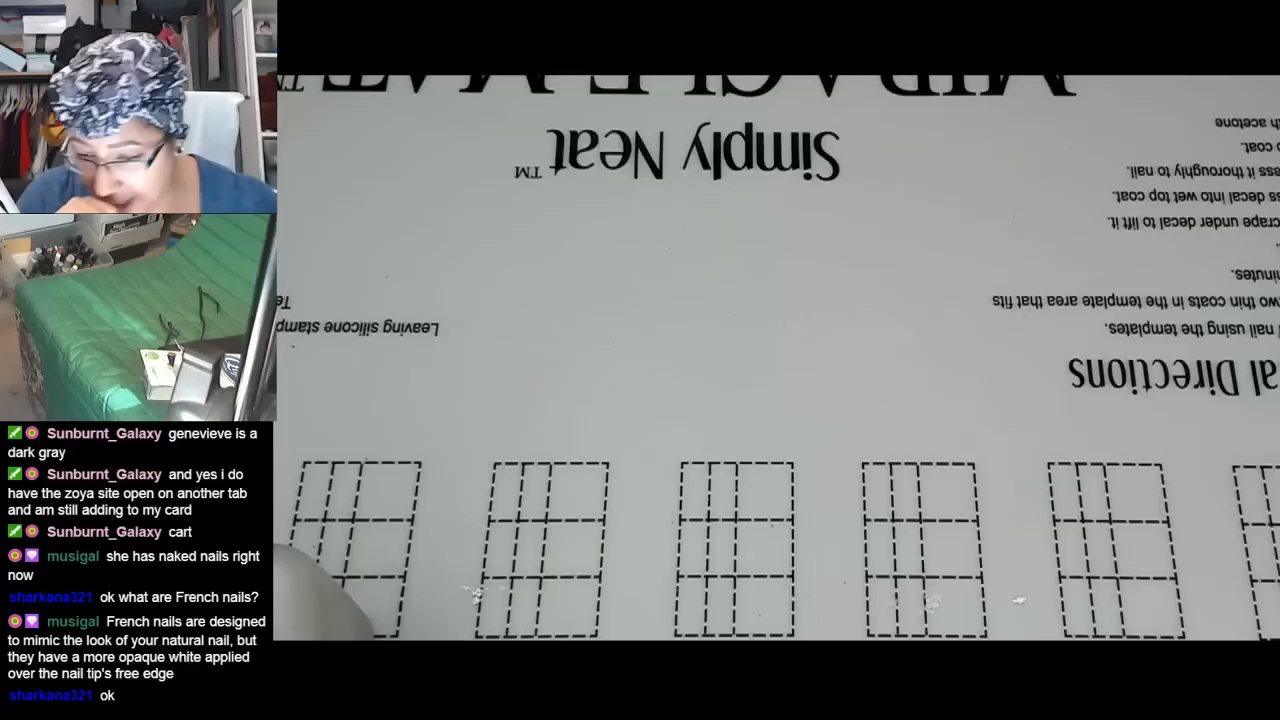 Sunburnt_Galaxy genevieve is a
dark gray
Sunburnt_Galaxy and yes i do
have the zoya site open on another tab
and am still adding to my card
Sunburnt_Galaxy cart
musigal she has naked nails right
now
sharkana321 ok what are French nails?
musigal French nails are designed
to mimic the look of your natural nail, but
they have a more opaque white applied
over the nail tip's free edge
sharkana321 ok
al Directions
nail using the templates.
wo thin coats in the template area that fits
inutes.
crape under decal to lift it.
ss decal into wet top coat.
ess it thoroughly to nail.
coat.
h acetone
Leaving silicone stamp
Te
Simply Neat™
MIRACLE MAT™